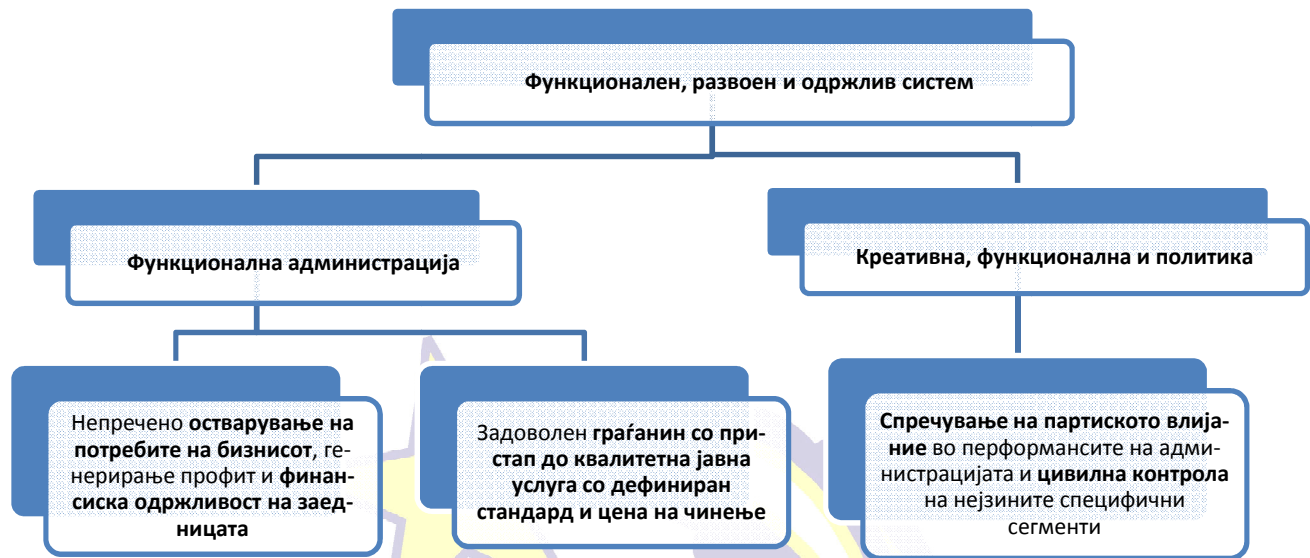 Функционален, развоен и одржлив систем
Функционална администрација
Креативна, функционална и политика
Непречено остварување на
потребите на бизнисот, ге-
нерирање профит и финан-
сиска одржливост на заед-
ницата
Задоволен граѓанин со при-
стап до квалитетна јавна
услуга со дефиниран
стандард и цена на чинење
Спречување на партиското влија-
ние во перформансите на адми-
нистрацијата и цивилна контрола
на нејзините специфични
сегменти